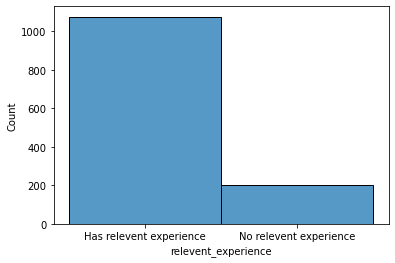 1000
800
600
400
200
0
Count
Has relevent experience
No relevent experience
relevent_experience